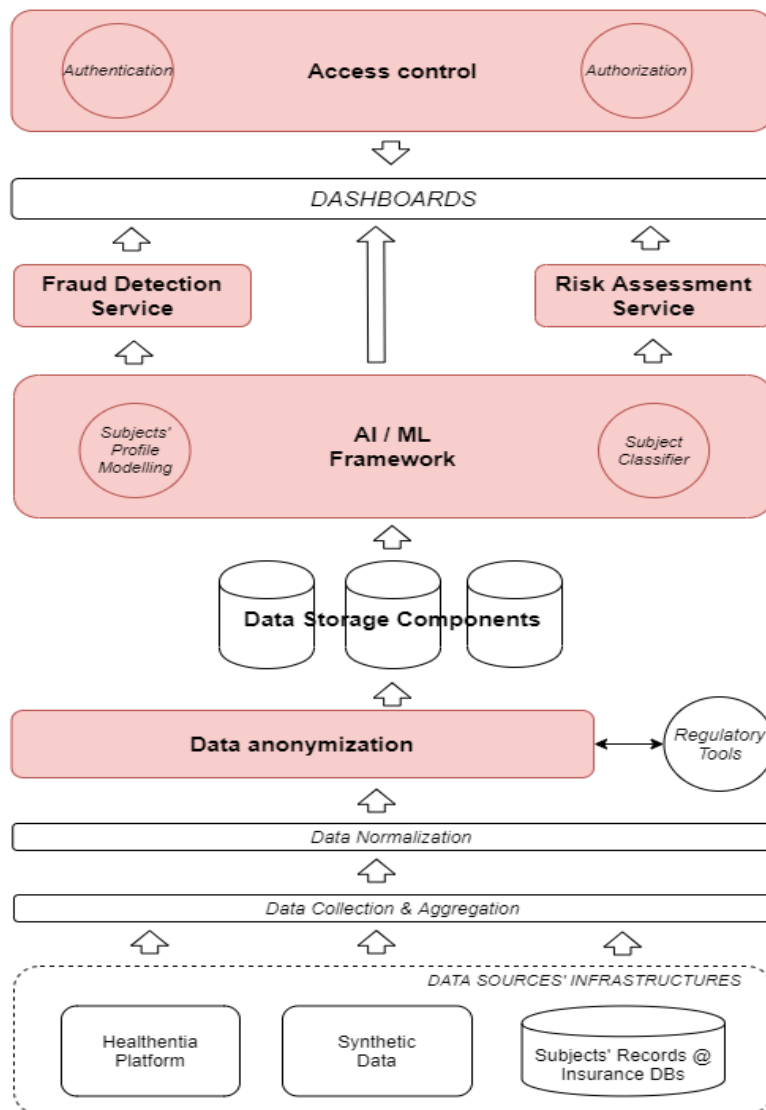 Authentication
Access control
Authorization
DASHBOARDS
Fraud Detection
Service
Risk Assessment
Service
Subjects'
Profile
Modelling
AI / ML
Framework
Subject
Classifier
Data Storage Components
Data anonymization
Regulatory
Tools
Data Normalization
Data Collection & Aggregation
DATA SOURCES' INFRASTRUCTURES
Healthentia
Platform
Synthetic
Data
Subjects' Records @
Insurance DBs